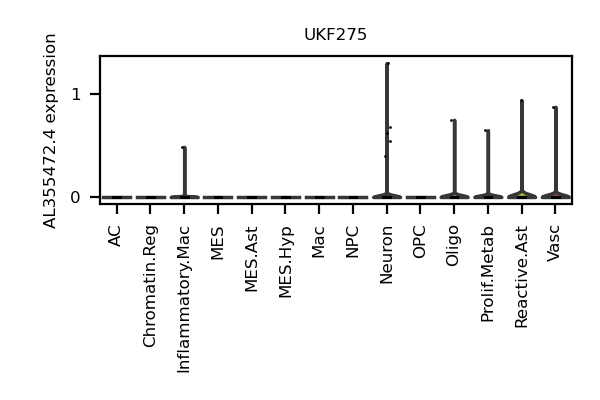 UKF275
AL355472.4 expression
1
0
AC
Chromatin.Reg
Inflammatory.Mac
MES
MES.Ast
MES.Hyp
Mac
NPC
Neuron
OPC
Oligo
Prolif.Metab
Reactive.Ast
Vasc